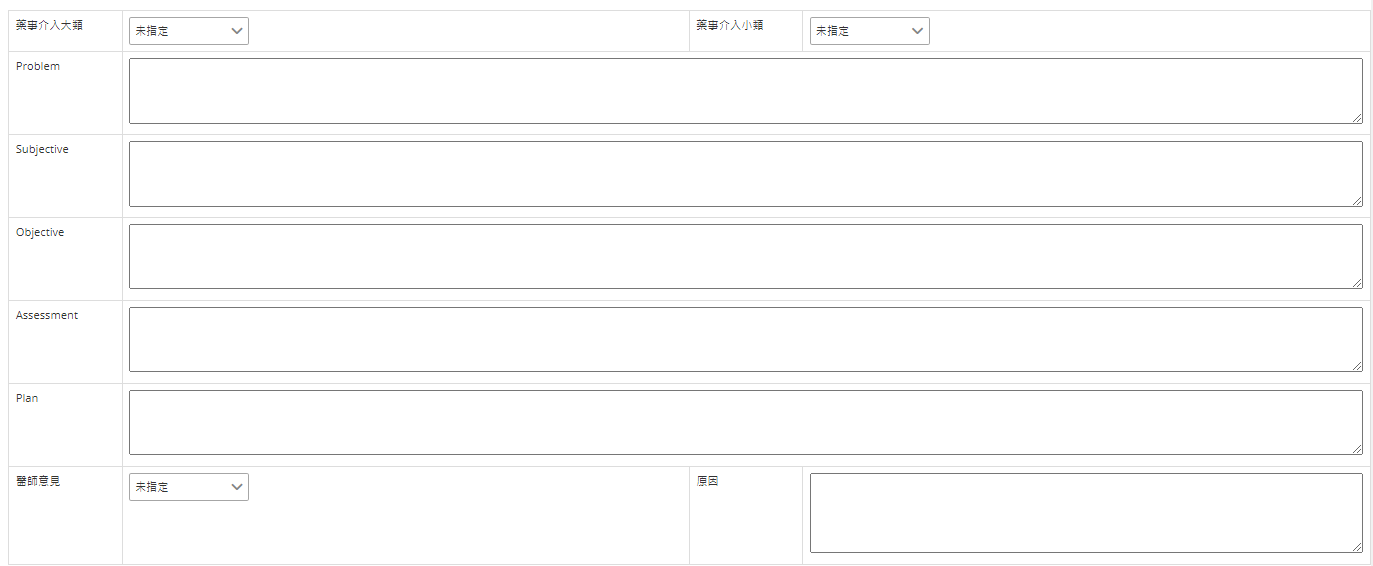 藥事介入大類 未指定 藥事介入小類 未指定
Problem
Subjective
Objective
Assessment
Plan
醫師意見 未指定 原因